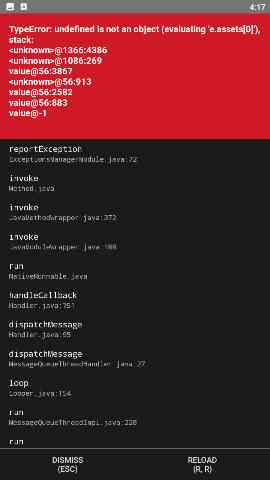 4:17
TypeError: undefined is not an object (evaluating 'e.assets[0]'),
stack:
<unknown>@1366:4386
<unknown>@1086:269
value@56:3867
<unknown>@56:913
value@56:2582
value@56:883
value@-1
reportException
ExceptionsManagerModule.java:72
invoke
Method.java
invoke
JavaMethodWrapper.java:372
invoke
JavaModuleWrapper.java:188
run
NativeRunnable.java
handleCallback
Handler.java:751
dispatchMessage
Handler.java:95
dispatchMessage
MessageQueueThreadHandler.java:27
loop
Looper.java:154
run
MessageQueueThreadImpl.java:220
run
DISMISS
(ESC)
RELOAD
(R, R)